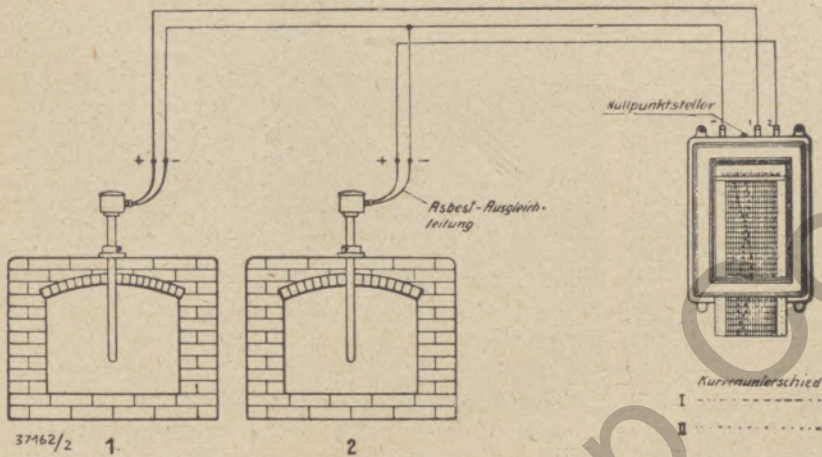 Nullpunktsteller
- 1 2
+ -
+ -
Asbest-Ausgleich-
leitung
Kurvenunterschied
I
II
37162/2 1 2